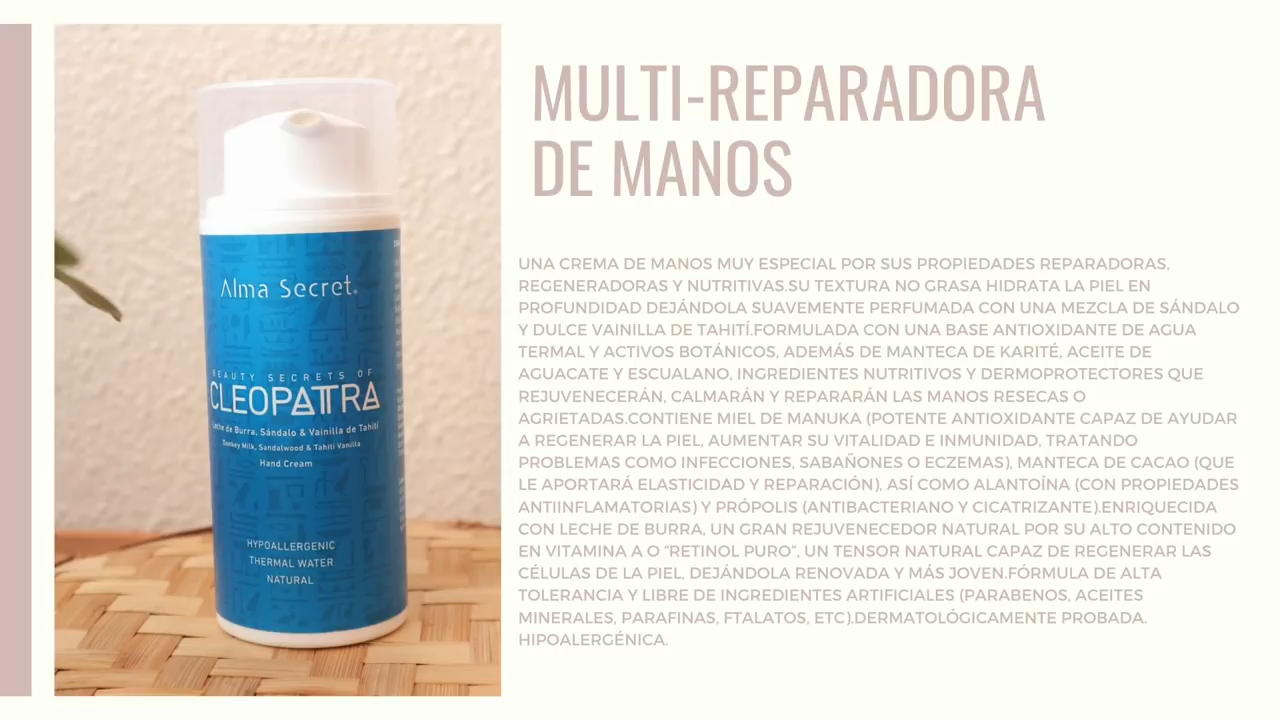 MULTI-REPARADORA
DE MANOS
UNA CREMA DE MANOS MUY ESPECIAL POR SUS PROPIEDADES REPARADORAS,
REGENERADORAS Y NUTRITIVAS.SU TEXTURA NO GRASA HIDRATA LA PIEL EN
PROFUNDIDAD DEJÁNDOLA SUAVEMENTE PERFUMADA CON UNA MEZCLA DE SÁNDALO
Y DULCE VAINILLA DE TAHITÍ.FORMULADA CON UNA BASE ANTIOXIDANTE DE AGUA
TERMAL Y ACTIVOS BOTÁNICOS, ADEMÁS DE MANTECA DE KARITÉ, ACEITE DE
AGUACATE Y ESCUALANO, INGREDIENTES NUTRITIVOS Y DERMOPROTECTORES QUE
REJUVENECERÁN, CALMARÁN Y REPARARÁN LAS MANOS RESECAS O
AGRIETADAS.CONTIENE MIEL DE MANUKA (POTENTE ANTIOXIDANTE CAPAZ DE AYUDAR
A REGENERAR LA PIEL, AUMENTAR SU VITALIDAD E INMUNIDAD, TRATANDO
PROBLEMAS COMO INFECCIONES, SABAÑONES O ECZEMAS), MANTECA DE CACAO (QUE
LE APORTARÁ ELASTICIDAD Y REPARACIÓN), ASÍ COMO ALANTOÍNA (CON PROPIEDADES
ANTIINFLAMATORIAS) Y PRÓPOLIS (ANTIBACTERIANO Y CICATRIZANTE).ENRIQUECIDA
CON LECHE DE BURRA, UN GRAN REJUVENECEDOR NATURAL POR SU ALTO CONTENIDO
EN VITAMINA A O “RETINOL PURO”, UN TENSOR NATURAL CAPAZ DE REGENERAR LAS
CÉLULAS DE LA PIEL, DEJÁNDOLA RENOVADA Y MÁS JOVEN.FÓRMULA DE ALTA
TOLERANCIA Y LIBRE DE INGREDIENTES ARTIFICIALES (PARABENOS, ACEITES
MINERALES, PARAFINAS, FTALATOS, ETC).DERMATOLÓGICAMENTE PROBADA.
HIPOALERGÉNICA.
Alma Secret.
BEAUTY SECRETS OF
CLEOPATTRA
Leche de Burra, Sándalo & Vainilla de Tahití
Donkey Milk, Sandalwood & Tahiti Vanilla
Hand Cream
HYPOALLERGENIC
THERMAL WATER
NATURAL